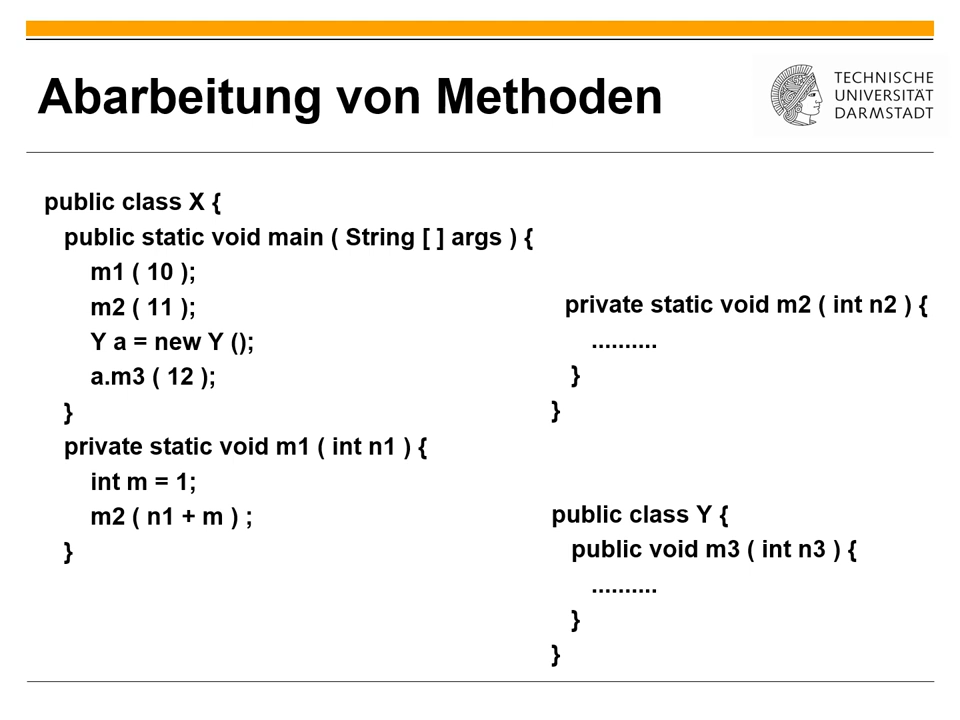 Abarbeitung von Methoden
TECHNISCHE
UNIVERSITÄT
DARMSTADT
public class X {
public static void main ( String [ ] args ) {
m1 ( 10 );
m2 ( 11 );
Y a = new Y ();
a.m3 ( 12 );
}
private static void m1 ( int n1 ) {
int m = 1;
m2 ( n1 + m ) ;
}
private static void m2 ( int n2 ) {
..........
}
}
public class Y {
public void m3 ( int n3 ) {
..........
}
}